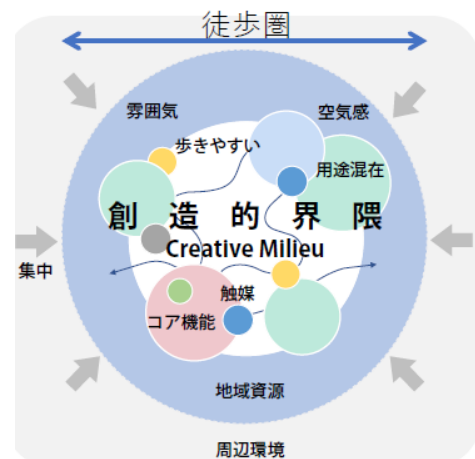 徒歩圏
雰囲気
空気感
歩きやすい
用途混在
創造的界隈
Creative Milieu
集中
触媒
コア機能
地域資源
周辺環境